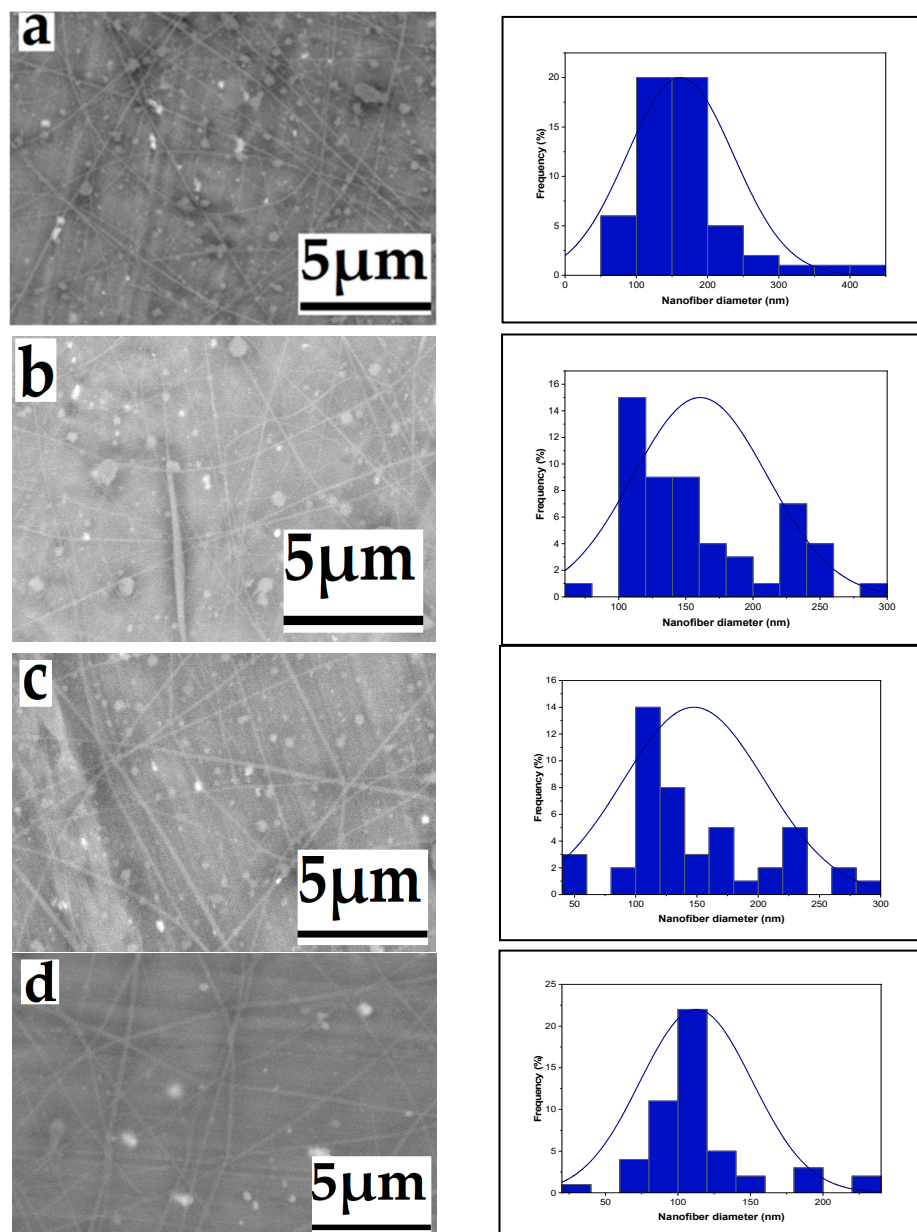 a
5µm
20
15
10
5
0
Frequency (%)
0 100 200 300 400
Nanofiber diameter (nm)
b
5µm
16
14
12
10
8
6
4
2
0
Frequency (%)
100 150 200 250 300
Nanofiber diameter (nm)
c
5µm
16
14
12
10
8
6
4
2
0
Frequency (%)
50 100 150 200 250 300
Nanofiber diameter (nm)
d
5µm
25
20
15
10
5
0
Frequency (%)
100 200
Nanofiber diameter (nm)